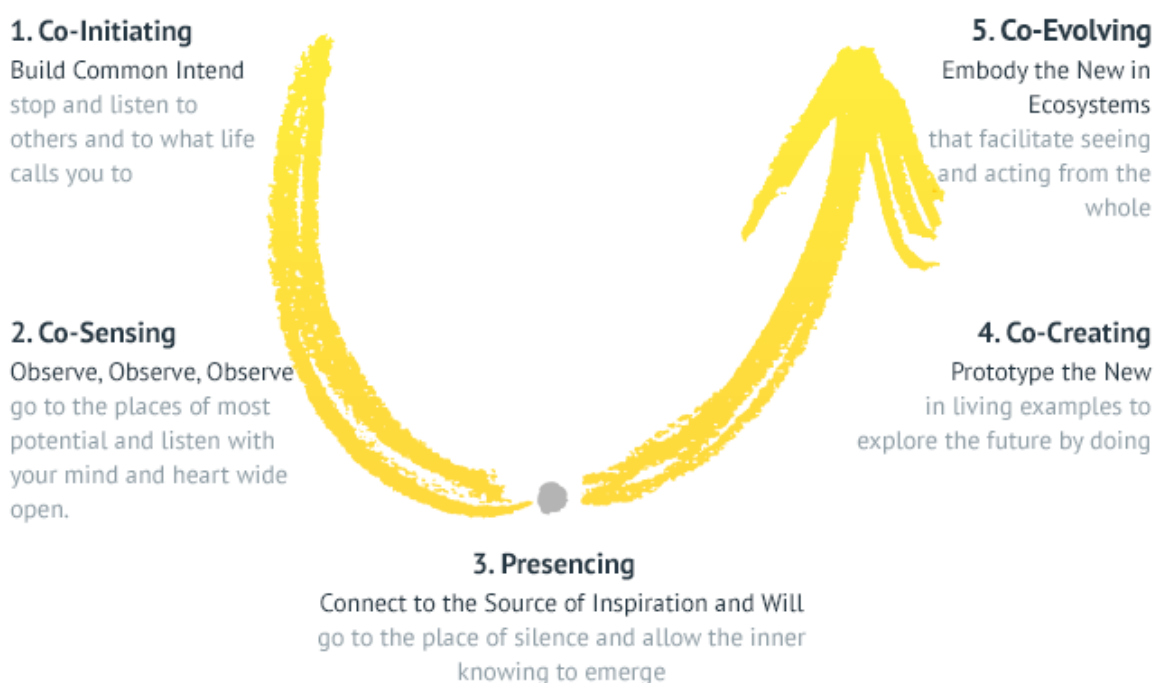 1. Co-Initiating
Build Common Intend
stop and listen to
others and to what life
calls you to
2. Co-Sensing
Observe, Observe, Observe
go to the places of most
potential and listen with
your mind and heart wide
open.
3. Presencing
Connect to the Source of Inspiration and Will
go to the place of silence and allow the inner
knowing to emerge
4. Co-Creating
Prototype the New
in living examples to
explore the future by doing
5. Co-Evolving
Embody the New in
Ecosystems
that facilitate seeing
and acting from the
whole